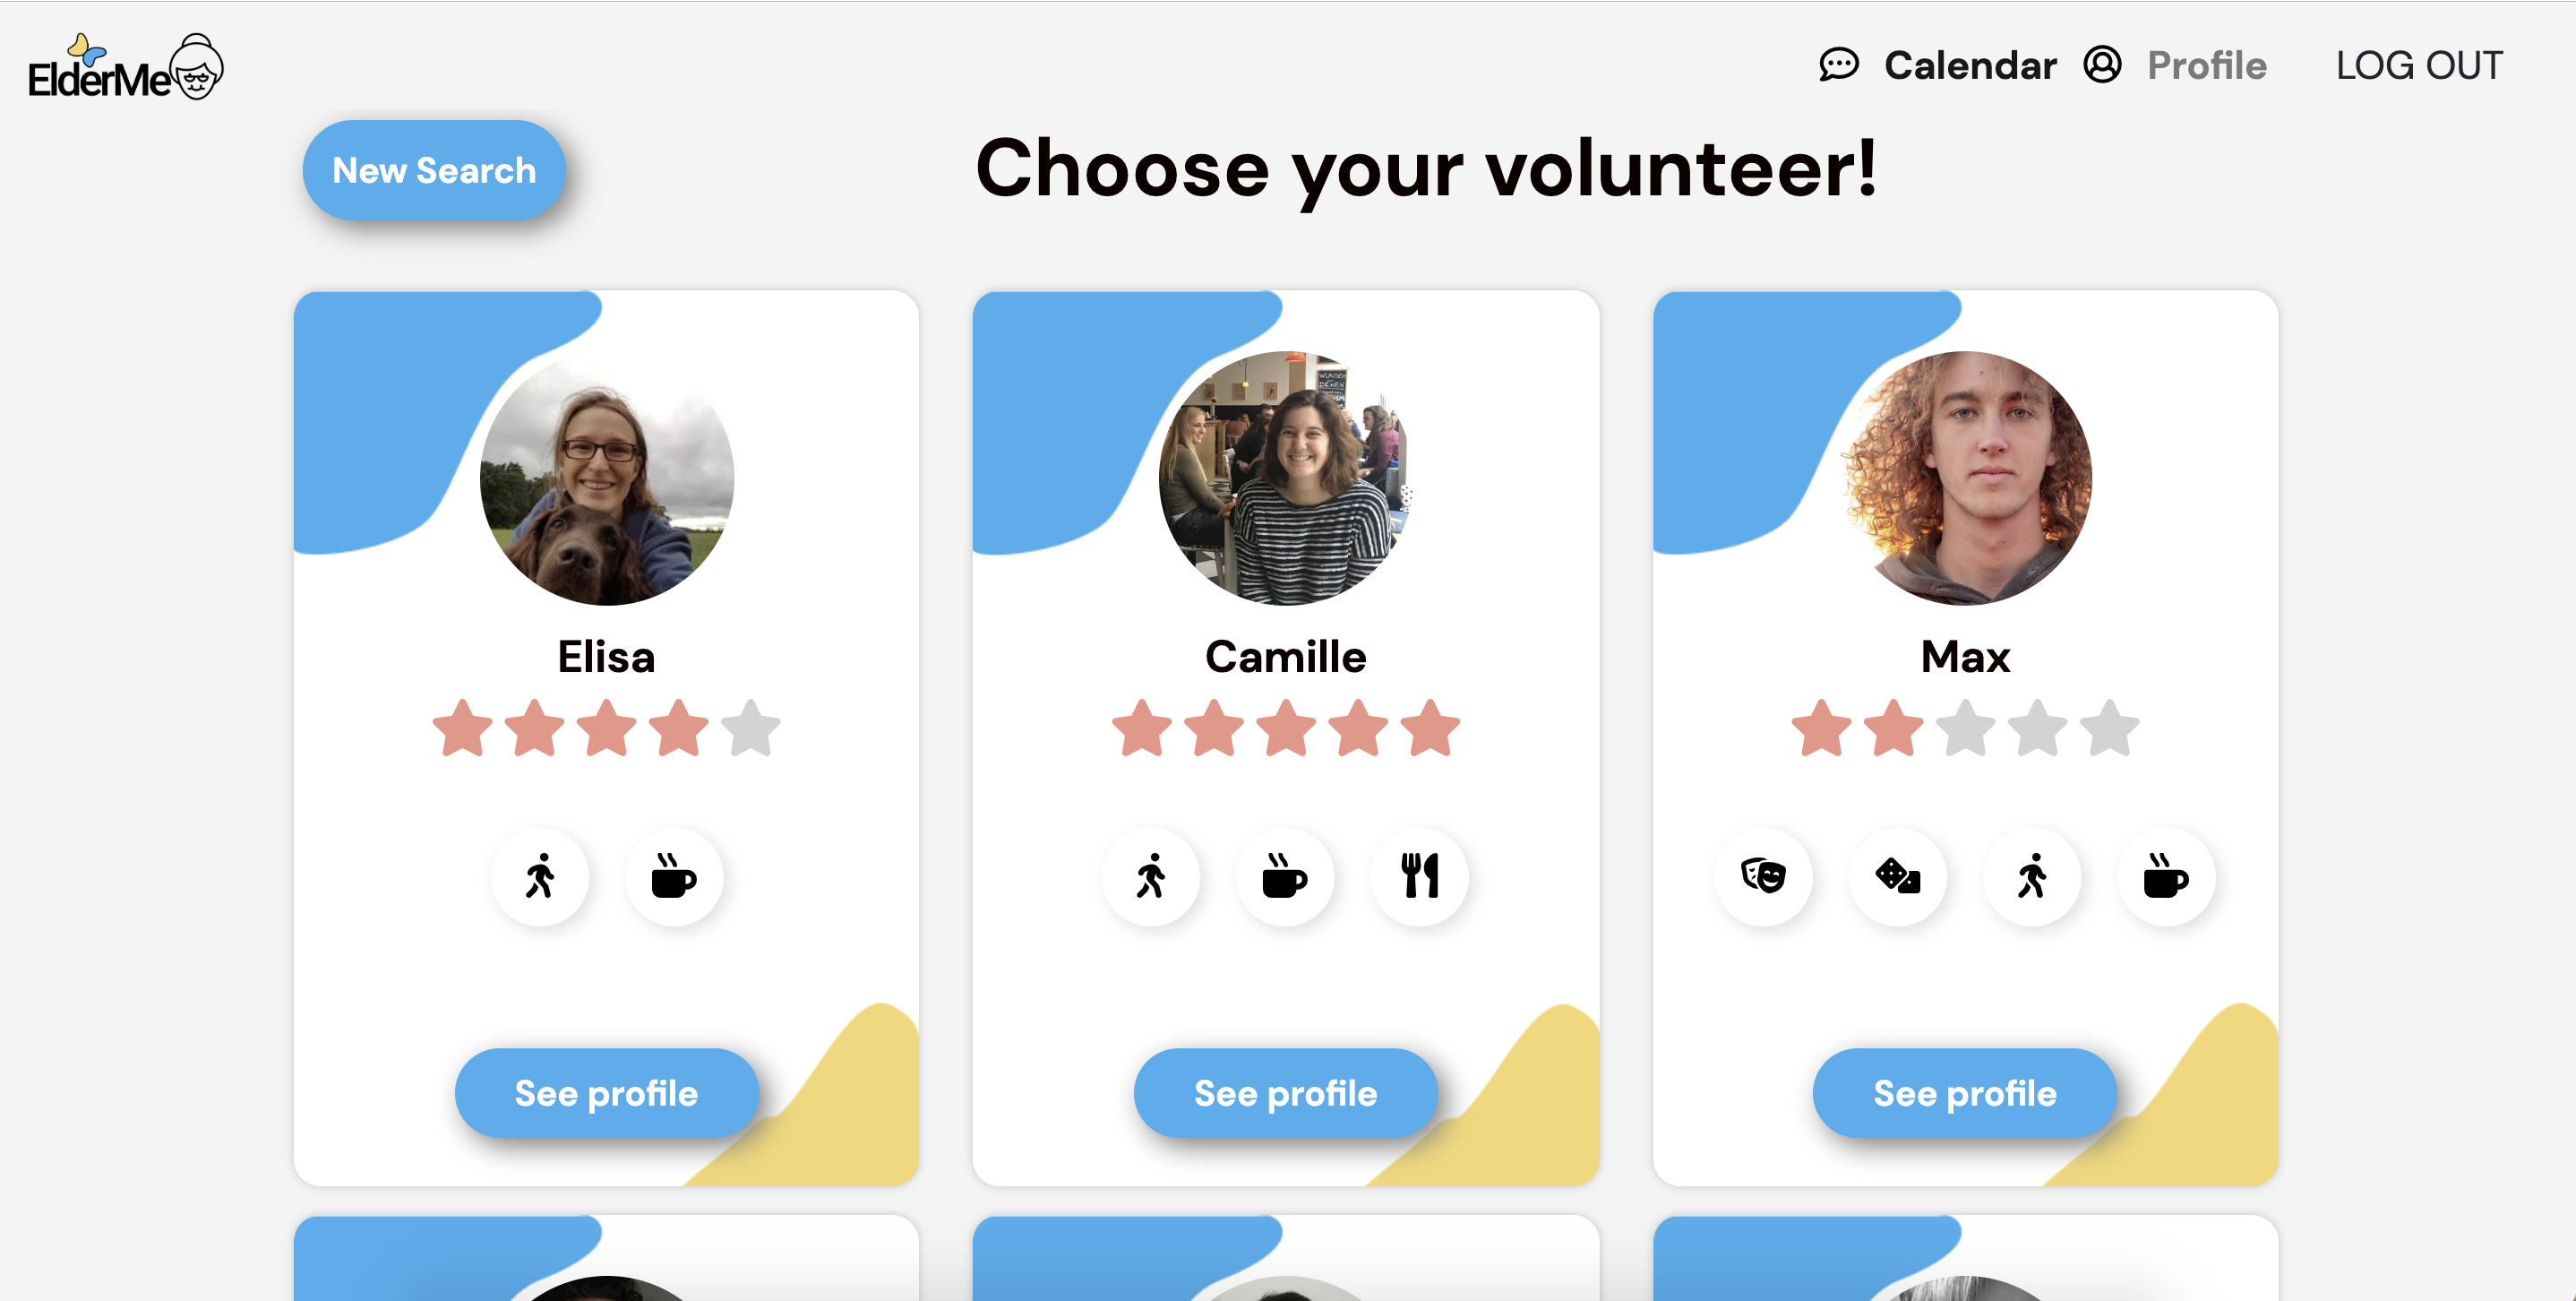 ElderMe
Calendar
Profile
LOG OUT
New Search
Choose your volunteer!
WUNSCH
Elisa
Camille
Max
See profile
See profile
See profile